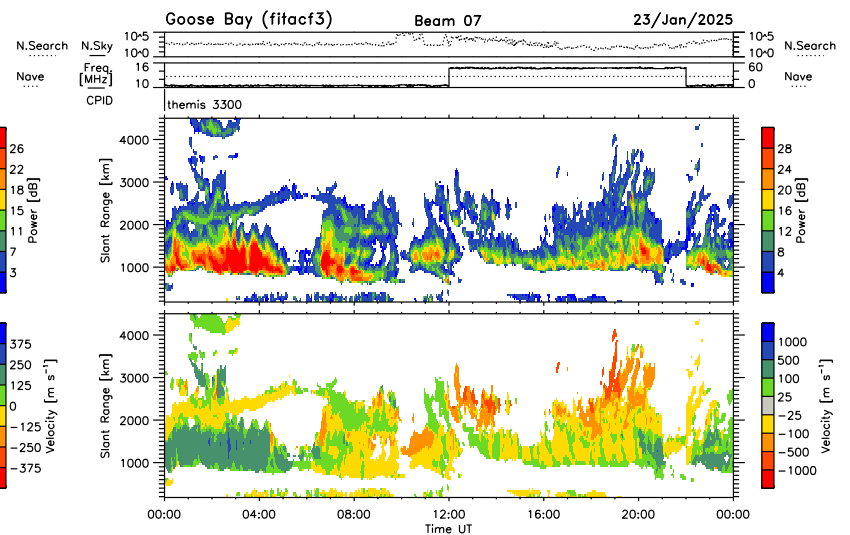 Goose Bay (fitacf3) Beam 07 23/Jan/2025
N.Search N.Sky 10^5 10^0 10^5 10^0 N.Search
Nave Freq. [MHz] 16 10 60 0 Nave
CPID themis 3300
Slant Range [km] 4000 3000 2000 1000
Power [dB] 26 22 18 15 11 7 3
Power [dB] 28 24 20 16 12 8 4
Slant Range [km] 4000 3000 2000 1000
Velocity [m s⁻¹] 375 250 125 0 −125 −250 −375
Velocity [m s⁻¹] 1000 500 100 25 −25 −100 −500 −1000
00:00 04:00 08:00 12:00 16:00 20:00 00:00
Time UT